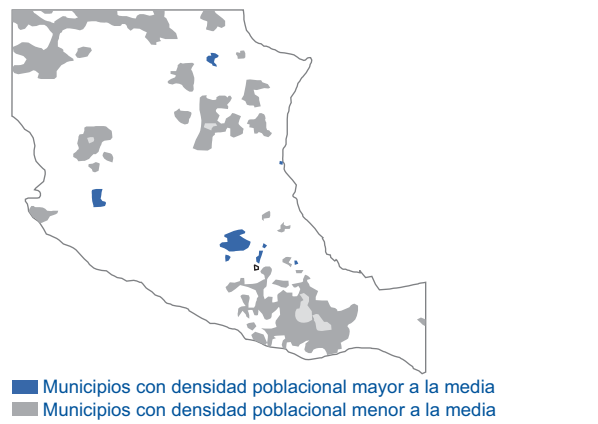 Municipios con densidad poblacional mayor a la media
Municipios con densidad poblacional menor a la media